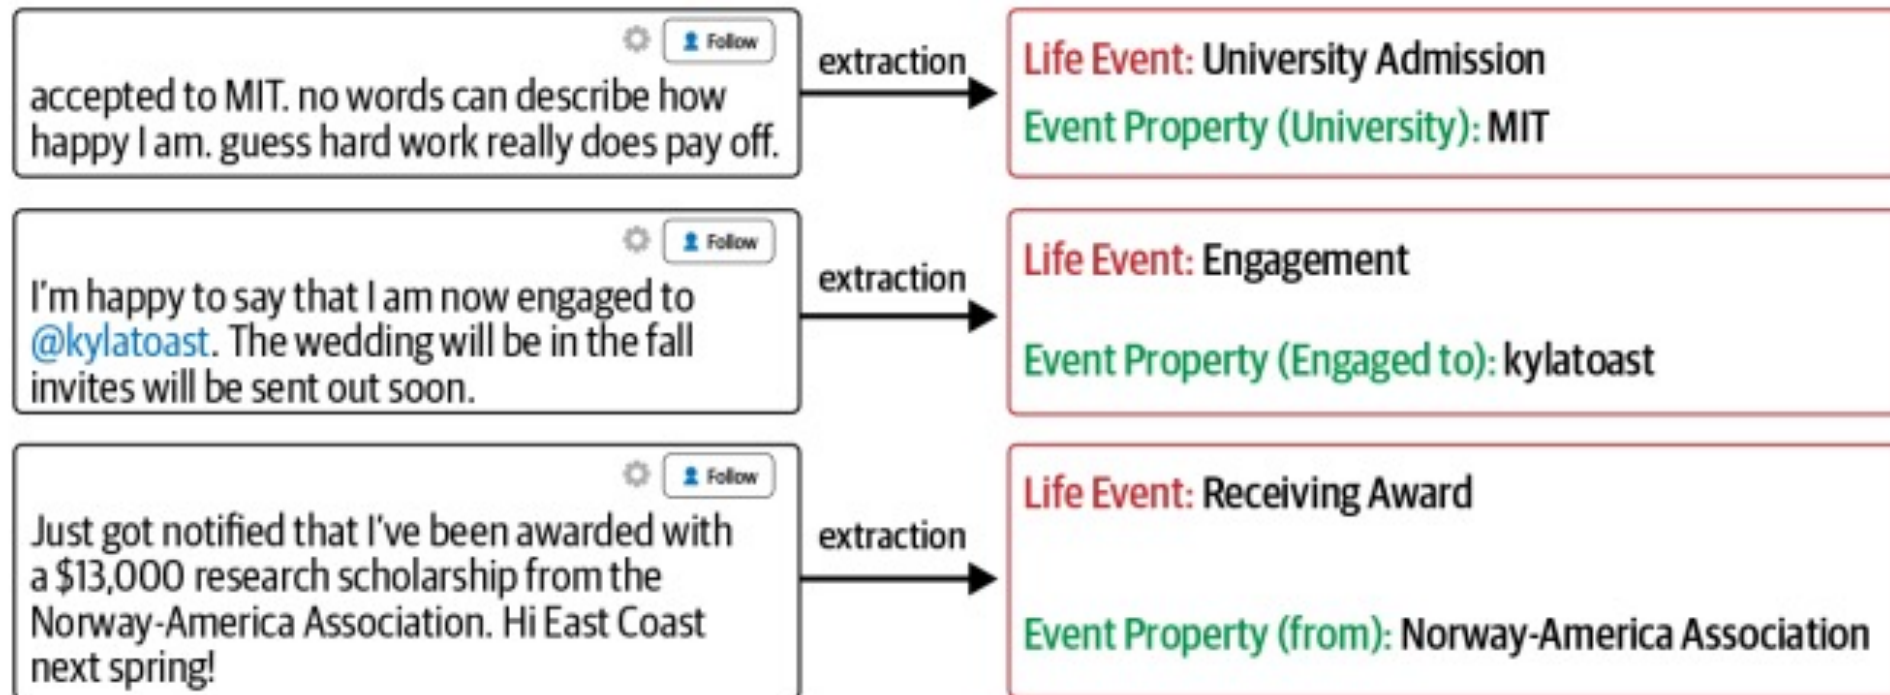 Follow
accepted to MIT. no words can describe how
happy I am. guess hard work really does pay off.
extraction
Life Event: University Admission
Event Property (University): MIT
Follow
I'm happy to say that I am now engaged to
@kylatoast. The wedding will be in the fall
invites will be sent out soon.
extraction
Life Event: Engagement
Event Property (Engaged to): kylatoast
Follow
Just got notified that I've been awarded with
a $13,000 research scholarship from the
Norway-America Association. Hi East Coast
next spring!
extraction
Life Event: Receiving Award
Event Property (from): Norway-America Association